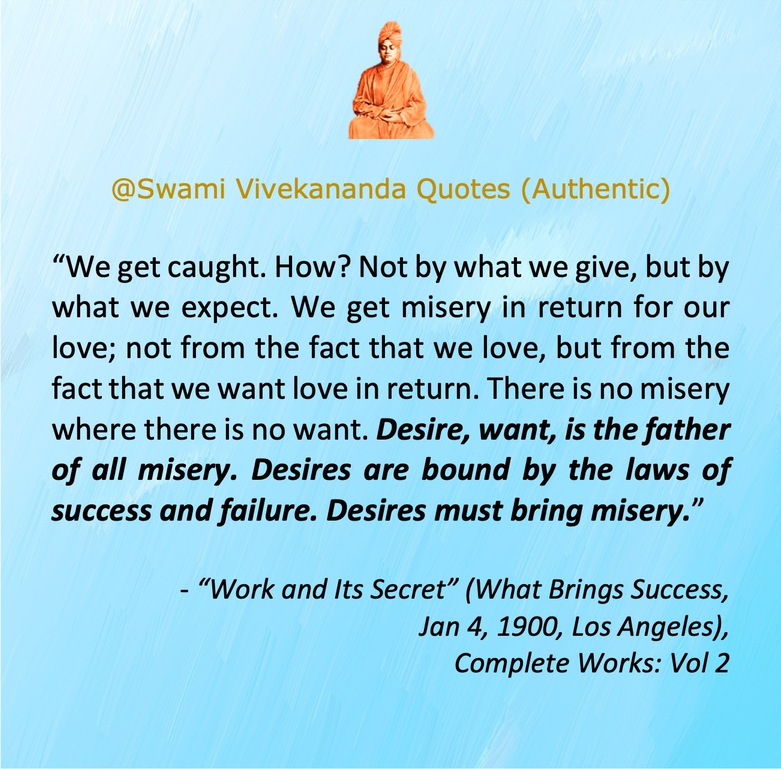 @Swami Vivekananda Quotes (Authentic)
“We get caught. How? Not by what we give, but by
what we expect. We get misery in return for our
love; not from the fact that we love, but from the
fact that we want love in return. There is no misery
where there is no want. Desire, want, is the father
of all misery. Desires are bound by the laws of
success and failure. Desires must bring misery.”
- “Work and Its Secret” (What Brings Success,
Jan 4, 1900, Los Angeles),
Complete Works: Vol 2